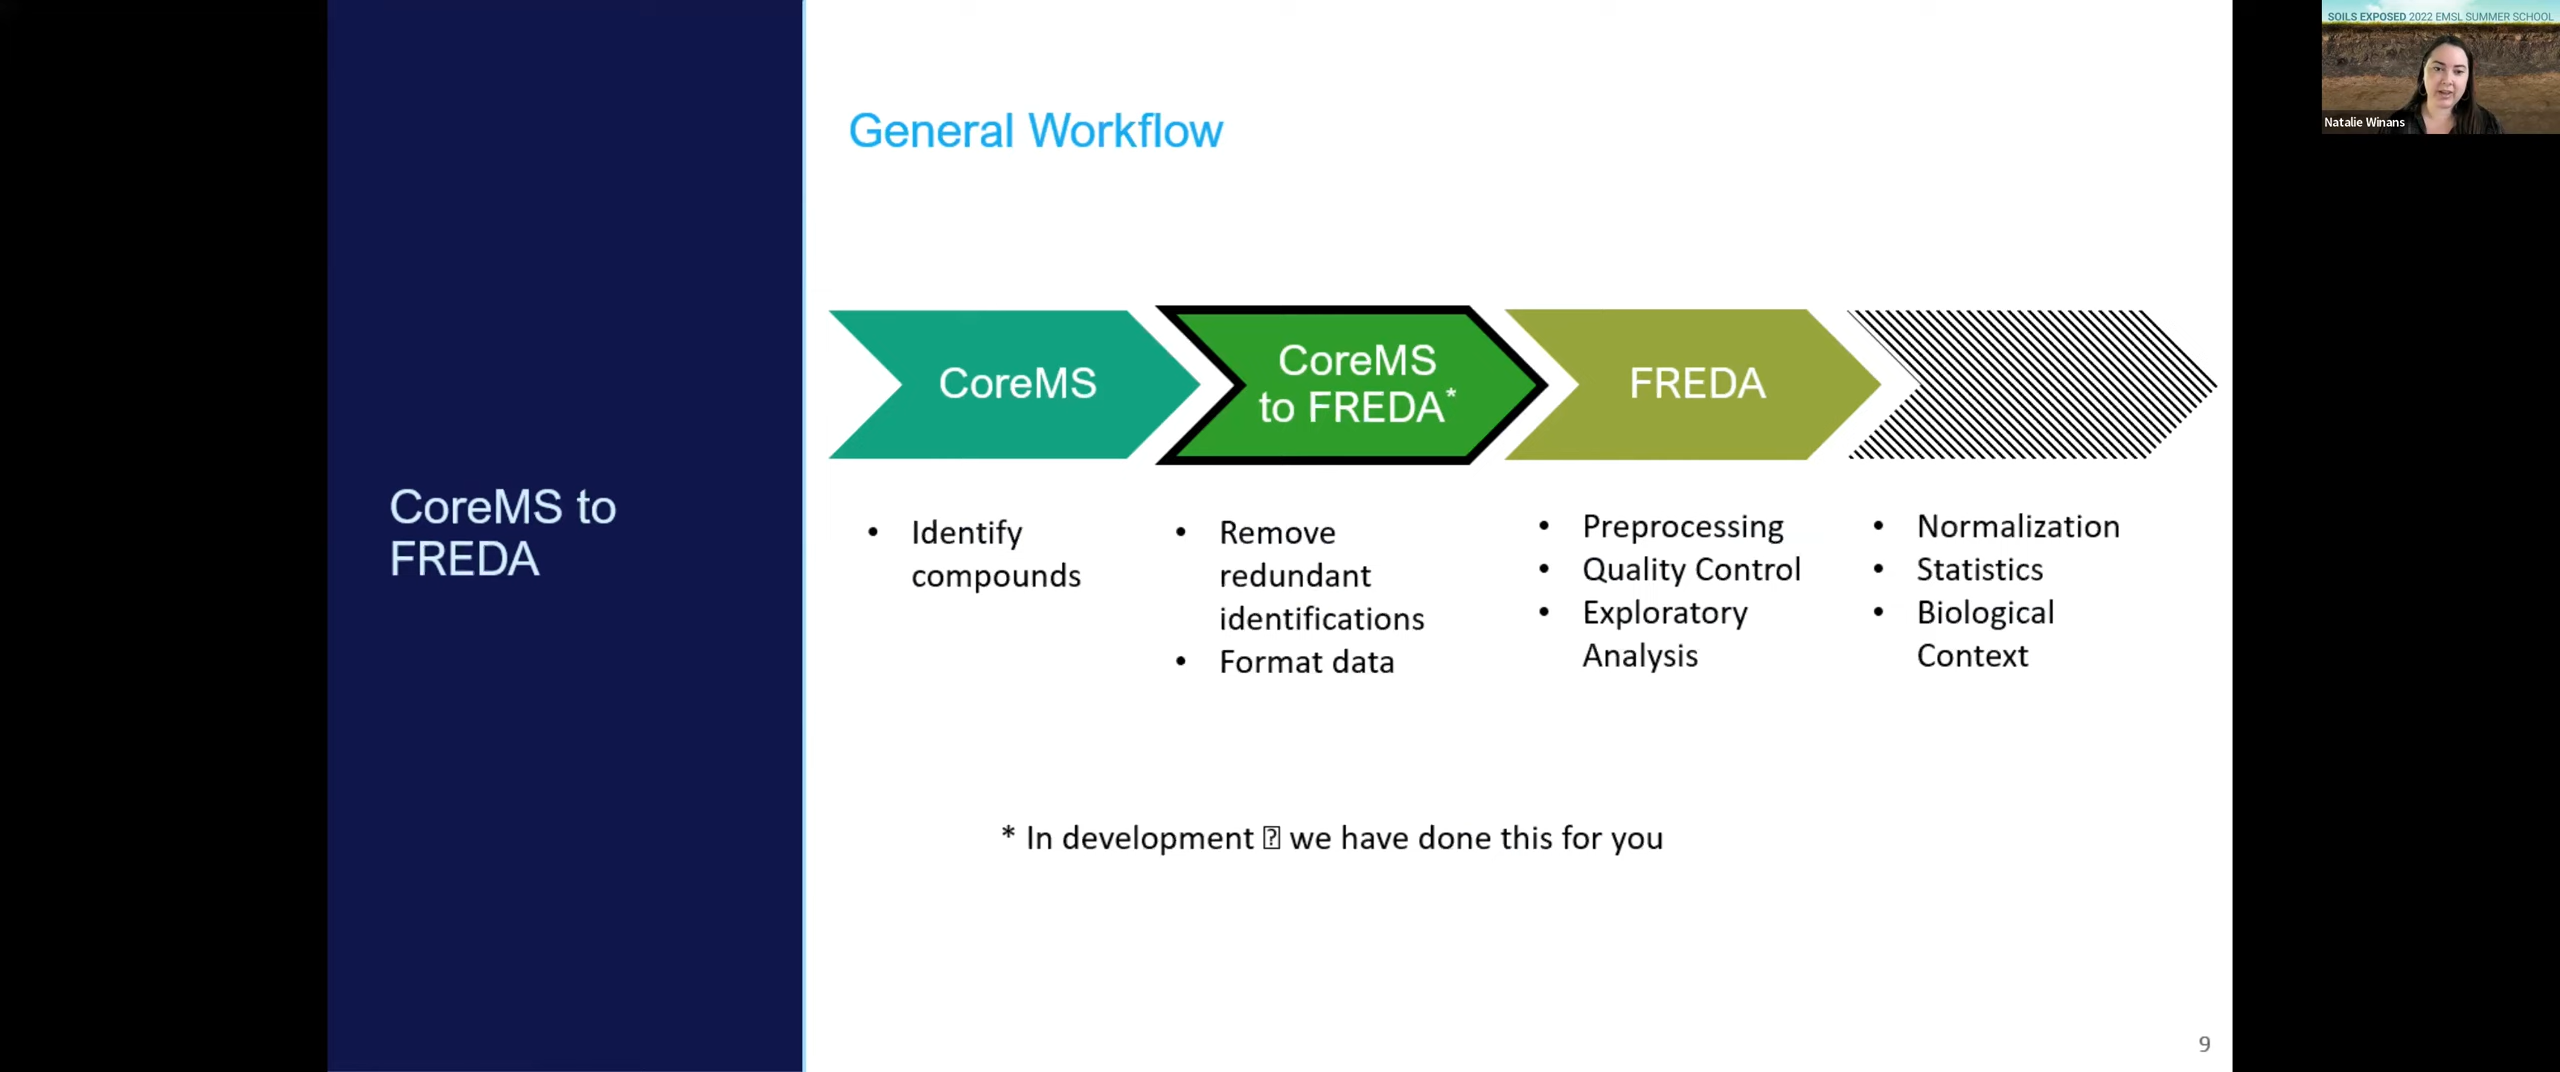 SOILS EXPOSED 2022 EMSL SUMMER SCHOOL
Natalie Winans
General Workflow
CoreMS to
FREDA
CoreMS
CoreMS
to FREDA*
FREDA
• Identify
compounds
• Remove
redundant
identifications
• Format data
• Preprocessing
• Quality Control
• Exploratory
Analysis
• Normalization
• Statistics
• Biological
Context
* In development ⍰ we have done this for you
9